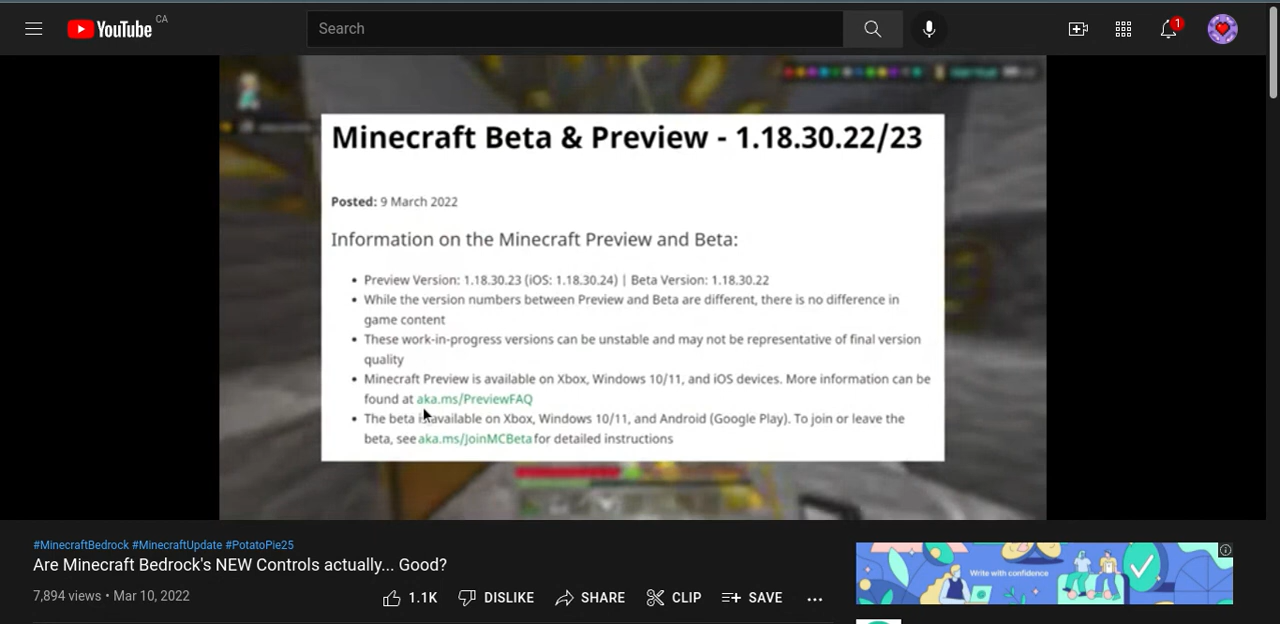 YouTube CA
Search
1
Minecraft Beta & Preview - 1.18.30.22/23
Posted: 9 March 2022
Information on the Minecraft Preview and Beta:
• Preview Version: 1.18.30.23 (iOS: 1.18.30.24) | Beta Version: 1.18.30.22
• While the version numbers between Preview and Beta are different, there is no difference in
game content
• These work-in-progress versions can be unstable and may not be representative of final version
quality
• Minecraft Preview is available on Xbox, Windows 10/11, and iOS devices. More information can be
found at aka.ms/PreviewFAQ
• The beta is available on Xbox, Windows 10/11, and Android (Google Play). To join or leave the
beta, see aka.ms/JoinMCBeta for detailed instructions
#MinecraftBedrock #MinecraftUpdate #PotatoPie25
Are Minecraft Bedrock's NEW Controls actually... Good?
7,894 views • Mar 10, 2022
1.1K DISLIKE SHARE CLIP SAVE
Write with confidence